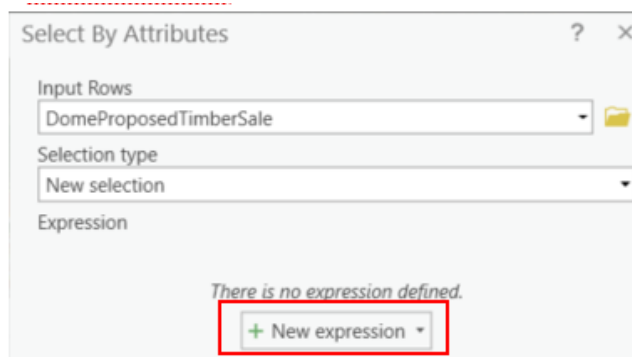 Select By Attributes ? ×
Input Rows
DomeProposedTimberSale
Selection type
New selection
Expression
There is no expression defined.
+ New expression